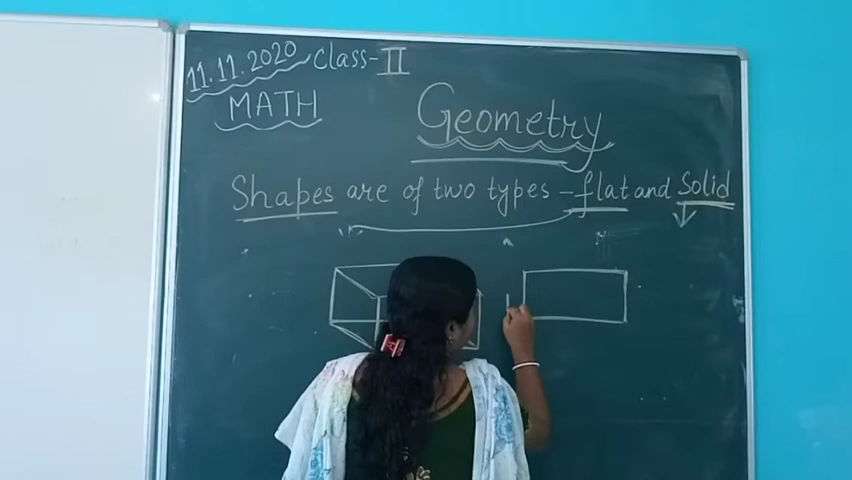 11.11.2020 Class-II
MATH
Geometry
Shapes are of two types - flat and Solid